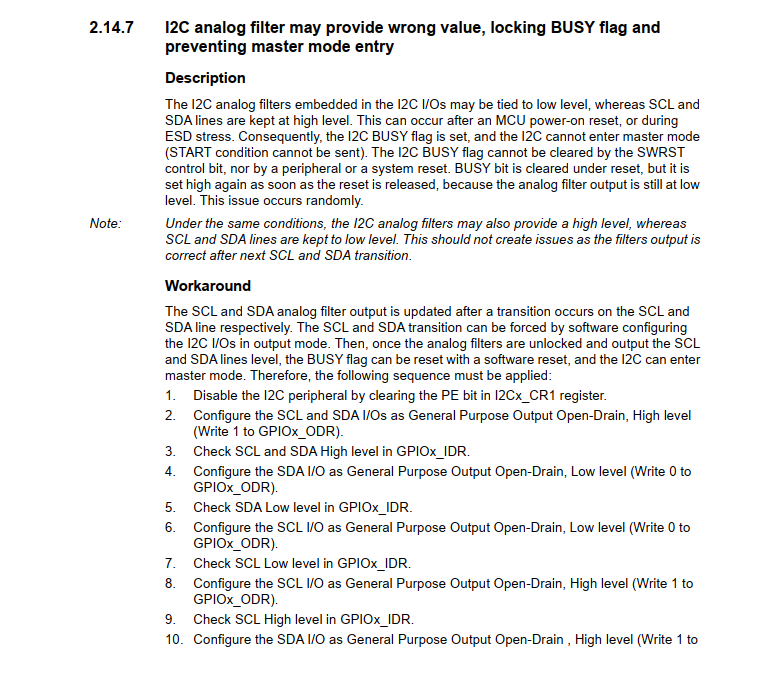 2.14.7 I2C analog filter may provide wrong value, locking BUSY flag and
preventing master mode entry
Description
The I2C analog filters embedded in the I2C I/Os may be tied to low level, whereas SCL and
SDA lines are kept at high level. This can occur after an MCU power-on reset, or during
ESD stress. Consequently, the I2C BUSY flag is set, and the I2C cannot enter master mode
(START condition cannot be sent). The I2C BUSY flag cannot be cleared by the SWRST
control bit, nor by a peripheral or a system reset. BUSY bit is cleared under reset, but it is
set high again as soon as the reset is released, because the analog filter output is still at low
level. This issue occurs randomly.
Note: Under the same conditions, the I2C analog filters may also provide a high level, whereas
SCL and SDA lines are kept to low level. This should not create issues as the filters output is
correct after next SCL and SDA transition.
Workaround
The SCL and SDA analog filter output is updated after a transition occurs on the SCL and
SDA line respectively. The SCL and SDA transition can be forced by software configuring
the I2C I/Os in output mode. Then, once the analog filters are unlocked and output the SCL
and SDA lines level, the BUSY flag can be reset with a software reset, and the I2C can enter
master mode. Therefore, the following sequence must be applied:
1. Disable the I2C peripheral by clearing the PE bit in I2Cx_CR1 register.
2. Configure the SCL and SDA I/Os as General Purpose Output Open-Drain, High level
(Write 1 to GPIOx_ODR).
3. Check SCL and SDA High level in GPIOx_IDR.
4. Configure the SDA I/O as General Purpose Output Open-Drain, Low level (Write 0 to
GPIOx_ODR).
5. Check SDA Low level in GPIOx_IDR.
6. Configure the SCL I/O as General Purpose Output Open-Drain, Low level (Write 0 to
GPIOx_ODR).
7. Check SCL Low level in GPIOx_IDR.
8. Configure the SCL I/O as General Purpose Output Open-Drain, High level (Write 1 to
GPIOx_ODR).
9. Check SCL High level in GPIOx_IDR.
10. Configure the SDA I/O as General Purpose Output Open-Drain , High level (Write 1 to